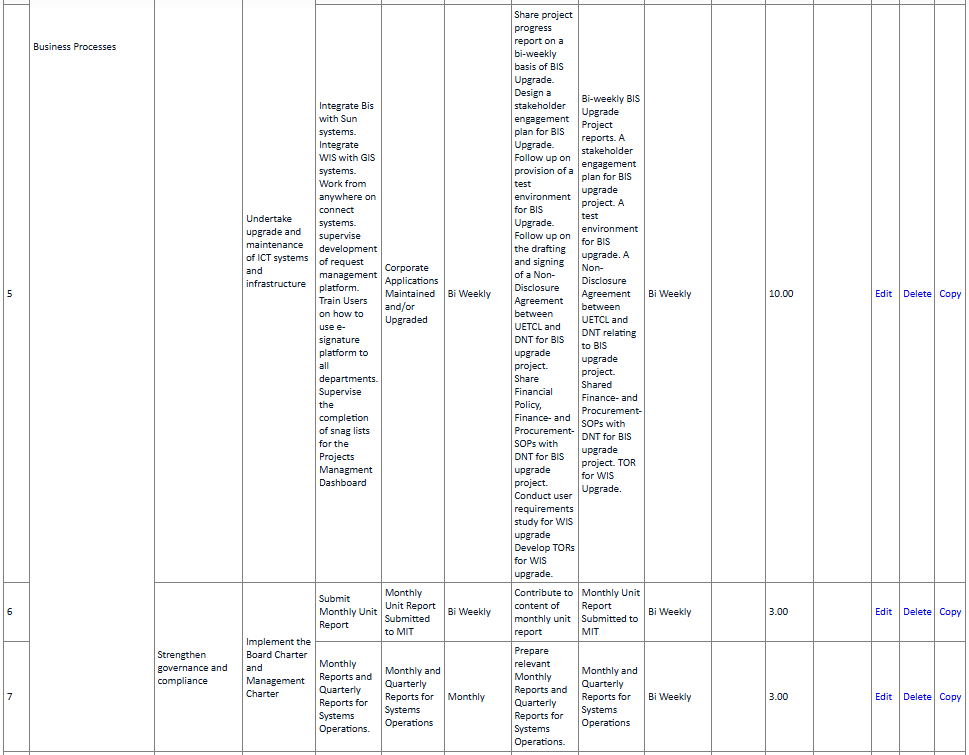 Business Processes
5
Undertake
upgrade and
maintenance
of ICT systems
and
infrastructure
Integrate Bis
with Sun
systems.
Integrate
WIS with GIS
systems.
Work from
anywhere on
connect
systems.
supervise
development
of request
management
platform.
Train Users
on how to
use e-
signature
platform to
all
departments.
Supervise
the
completion
of snag lists
for the
Projects
Managment
Dashboard
Corporate
Applications
Maintained
and/or
Upgraded
Bi Weekly
Share project
progress
report on a
bi-weekly
basis of BIS
Upgrade.
Design a
stakeholder
engagement
plan for BIS
Upgrade.
Follow up on
provision of a
test
environment
for BIS
Upgrade.
Follow up on
the drafting
and signing
of a Non-
Disclosure
Agreement
between
UETCL and
DNT for BIS
upgrade
project.
Share
Financial
Policy,
Finance- and
Procurement-
SOPs with
DNT for BIS
upgrade
project.
Conduct user
requirements
study for WIS
upgrade
Develop TORs
for WIS
upgrade.
Bi-weekly BIS
Upgrade
Project
reports. A
stakeholder
engagement
plan for BIS
upgrade
project. A
test
environment
for BIS
upgrade. A
Non-
Disclosure
Agreement
between
UETCL and
DNT relating
to BIS
upgrade
project.
Shared
Finance- and
Procurement-
SOPs with
DNT for BIS
upgrade
project. TOR
for WIS
Upgrade.
Bi Weekly
10.00
Edit
Delete
Copy
6
Strengthen
governance and
compliance
Implement the
Board Charter
and
Management
Charter
Submit
Monthly Unit
Report
Monthly
Unit Report
Submitted
to MIT
Bi Weekly
Contribute to
content of
monthly unit
report
Monthly Unit
Report
Submitted to
MIT
Bi Weekly
3.00
Edit
Delete
Copy
7
Monthly
Reports and
Quarterly
Reports for
Systems
Operations.
Monthly and
Quarterly
Reports for
Systems
Operations
Monthly
Prepare
relevant
Monthly
Reports and
Quarterly
Reports for
Systems
Operations.
Monthly and
Quarterly
Reports for
Systems
Operations
Bi Weekly
3.00
Edit
Delete
Copy